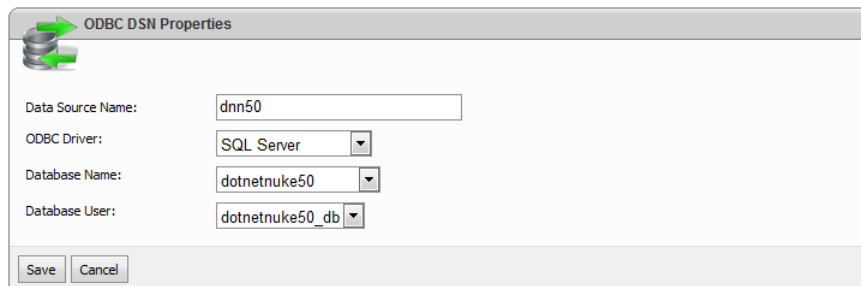 ODBC DSN Properties
Data Source Name: dnn50
ODBC Driver: SQL Server
Database Name: dotnetnuke50
Database User: dotnetnuke50_db
Save Cancel